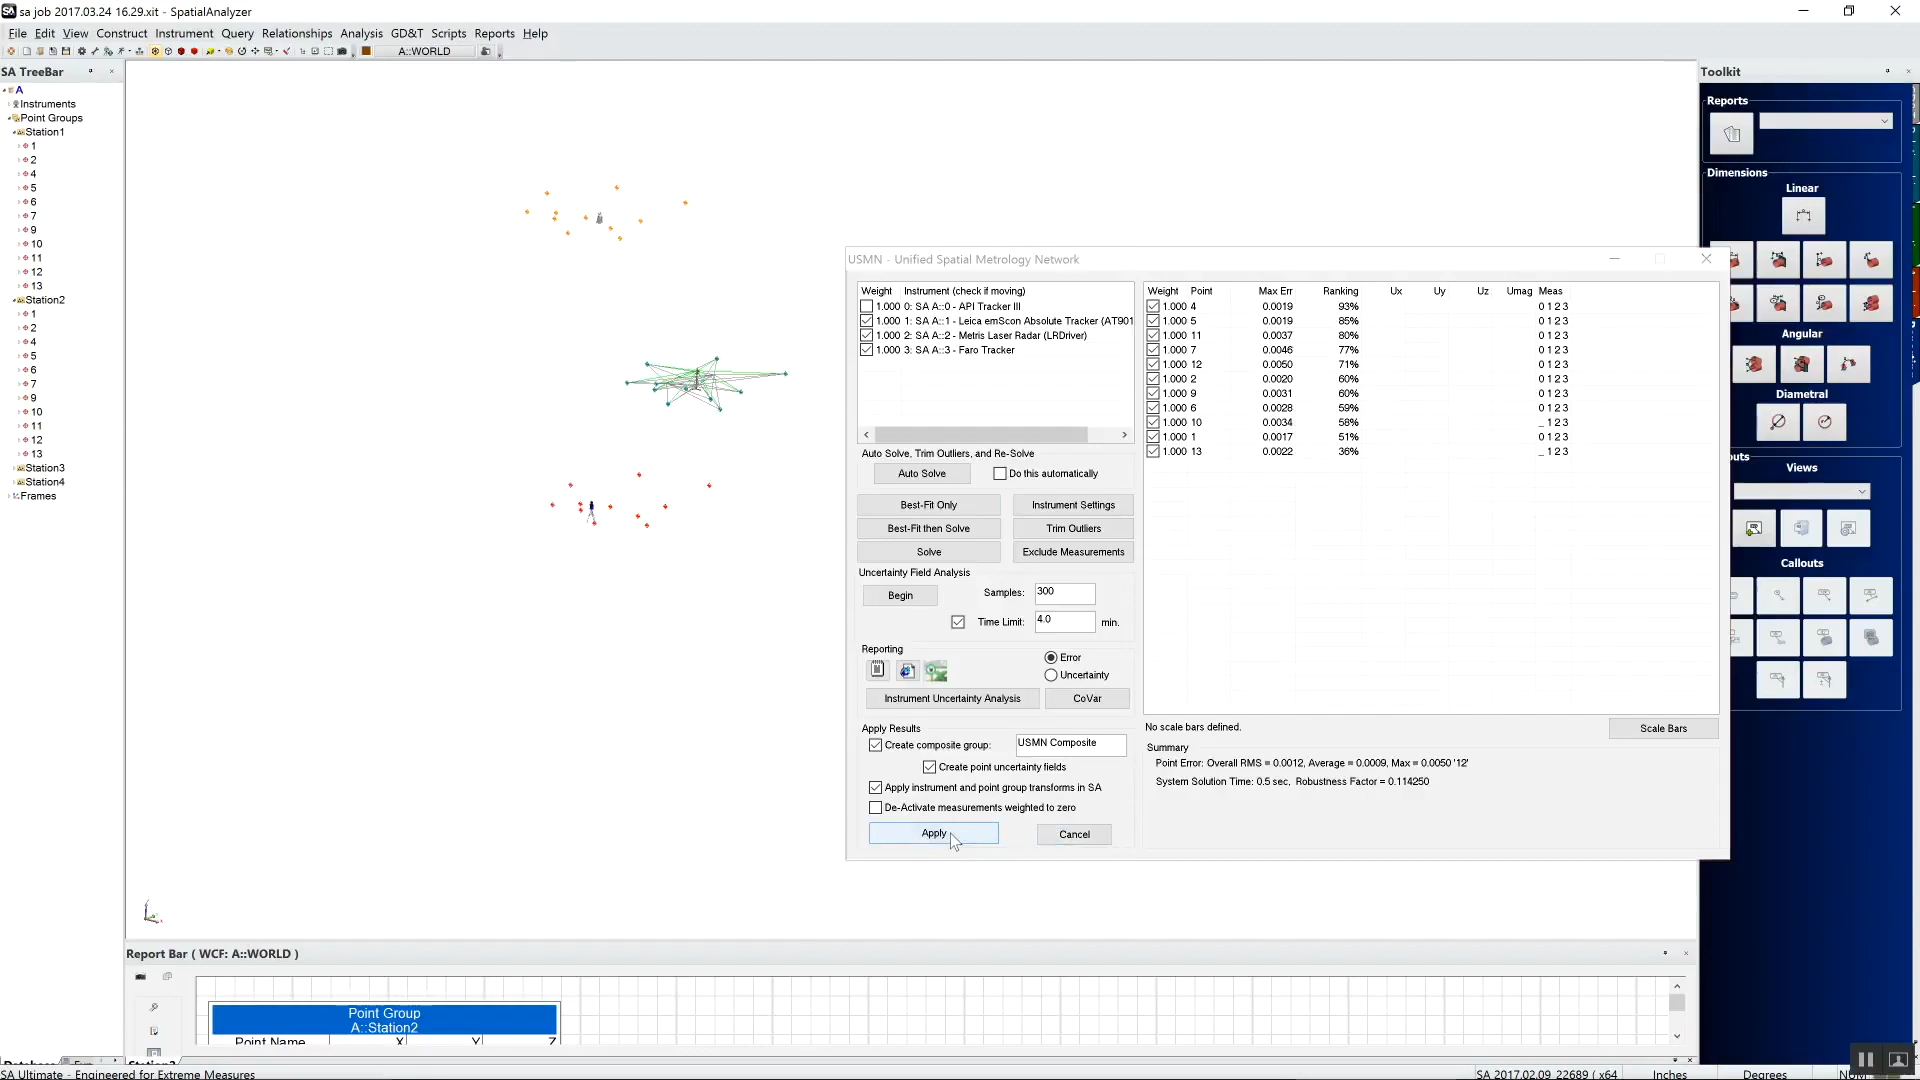 sa job 2017.03.24 16.29.xit - SpatialAnalyzer
File Edit View Construct Instrument Query Relationships Analysis GD&T Scripts Reports Help
A::WORLD
SA TreeBar
A
Instruments
Point Groups
Station1
1
2
4
5
6
7
9
10
11
12
13
Station2
1
2
4
5
6
7
9
10
11
12
13
Station3
Station4
Frames
USMN - Unified Spatial Metrology Network
Weight Instrument (check if moving)
1.000 0: SA A::0 - API Tracker III
1.000 1: SA A::1 - Leica emScon Absolute Tracker (AT901
1.000 2: SA A::2 - Metris Laser Radar (LRDriver)
1.000 3: SA A::3 - Faro Tracker
Auto Solve, Trim Outliers, and Re-Solve
Auto Solve Do this automatically
Best-Fit Only Instrument Settings
Best-Fit then Solve Trim Outliers
Solve Exclude Measurements
Uncertainty Field Analysis
Begin Samples: 300
Time Limit: 4.0 min.
Reporting
Error
Uncertainty
Instrument Uncertainty Analysis CoVar
Apply Results
Create composite group: USMN Composite
Create point uncertainty fields
Apply instrument and point group transforms in SA
De-Activate measurements weighted to zero
Apply Cancel
Weight Point Max Err Ranking Ux Uy Uz Umag Meas
1.000 4 0.0019 93% 0 1 2 3
1.000 5 0.0019 85% 0 1 2 3
1.000 11 0.0037 80% 0 1 2 3
1.000 7 0.0046 77% 0 1 2 3
1.000 12 0.0050 71% 0 1 2 3
1.000 2 0.0020 60% 0 1 2 3
1.000 9 0.0031 60% 0 1 2 3
1.000 6 0.0028 59% 0 1 2 3
1.000 10 0.0034 58% _ 1 2 3
1.000 1 0.0017 51% 0 1 2 3
1.000 13 0.0022 36% _ 1 2 3
No scale bars defined.
Scale Bars
Summary
Point Error: Overall RMS = 0.0012, Average = 0.0009, Max = 0.0050 '12'
System Solution Time: 0.5 sec, Robustness Factor = 0.114250
Toolkit
Reports
Dimensions
Linear
Angular
Diametral
Views
Callouts
Report Bar ( WCF: A::WORLD )
Point Group
A::Station2
Point Name X Y Z
SA Ultimate - Engineered for Extreme Measures
SA 2017.02.09_22689 ( x64
Inches
Degrees